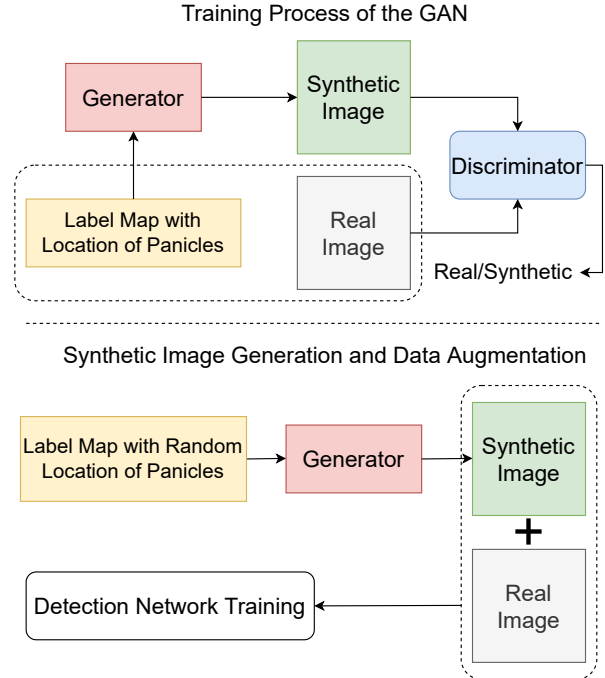 Training Process of the GAN
Generator
Synthetic
Image
Discriminator
Label Map with
Location of Panicles
Real
Image
Real/Synthetic
Synthetic Image Generation and Data Augmentation
Label Map with Random
Location of Panicles
Generator
Synthetic
Image
+
Real
Image
Detection Network Training